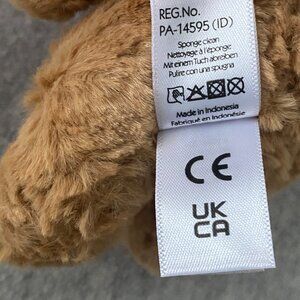 REG.No.
PA-14595 (ID)
Sponge clean
Nettoyage à l'éponge
Mit einem Tuch abreiben
Pulire con una spugna
Made in Indonesia
Fabriqué en Indonésie
CE
UK
CA